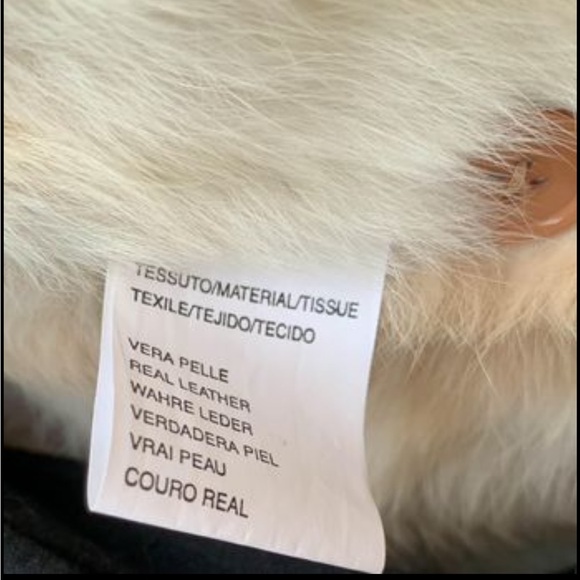 TESSUTO/MATERIAL/TISSUE
TEXILE/TEJIDO/TECIDO
VERA PELLE
REAL LEATHER
WAHRE LEDER
VERDADERA PIEL
VRAI PEAU
COURO REAL